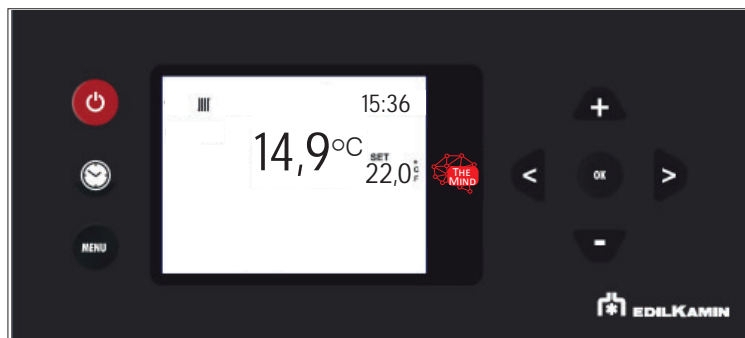 15:36
14,9°C
SET
22,0
°C
F
THE
MIND
MENU
OK
+
<
>
-
EDILKAMIN